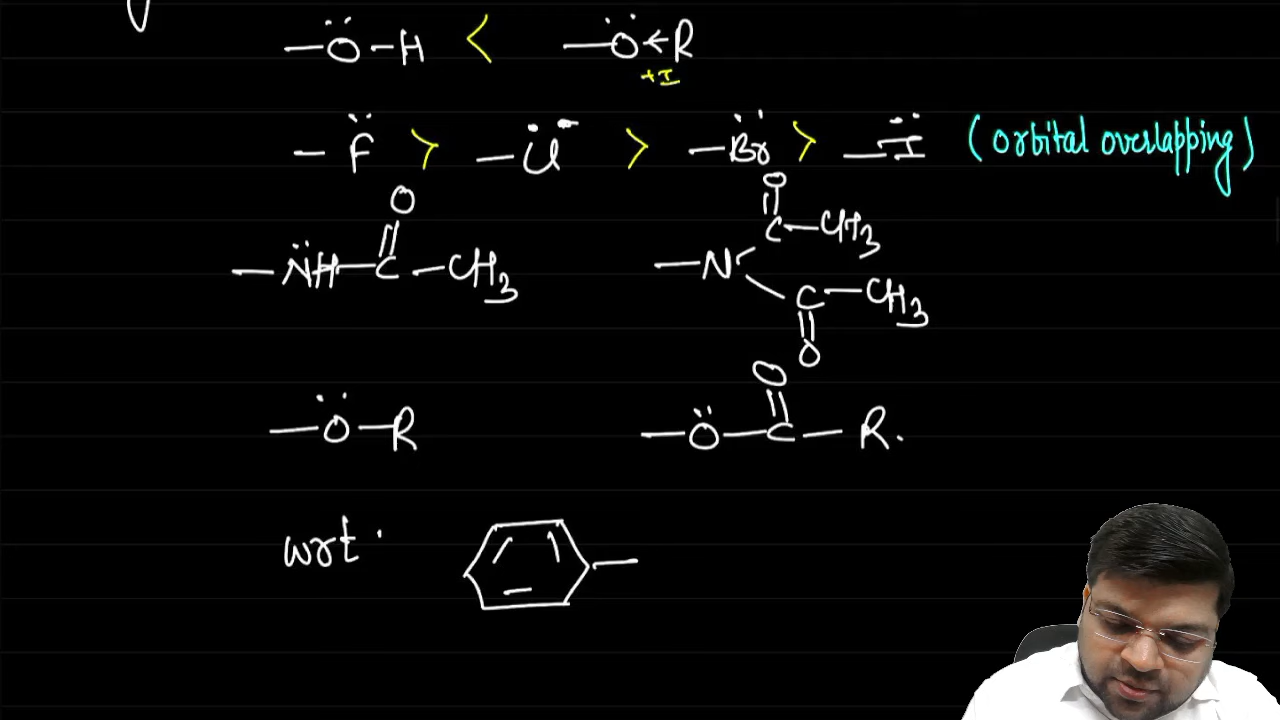 —Ö—H < —Ö←R
+I
—F > —Cl > —Br > —I (orbital overlapping)
O O
—NH—C—CH3 —N C—CH3
C—CH3
O
O
—O—R —O—C—R.
wrt.